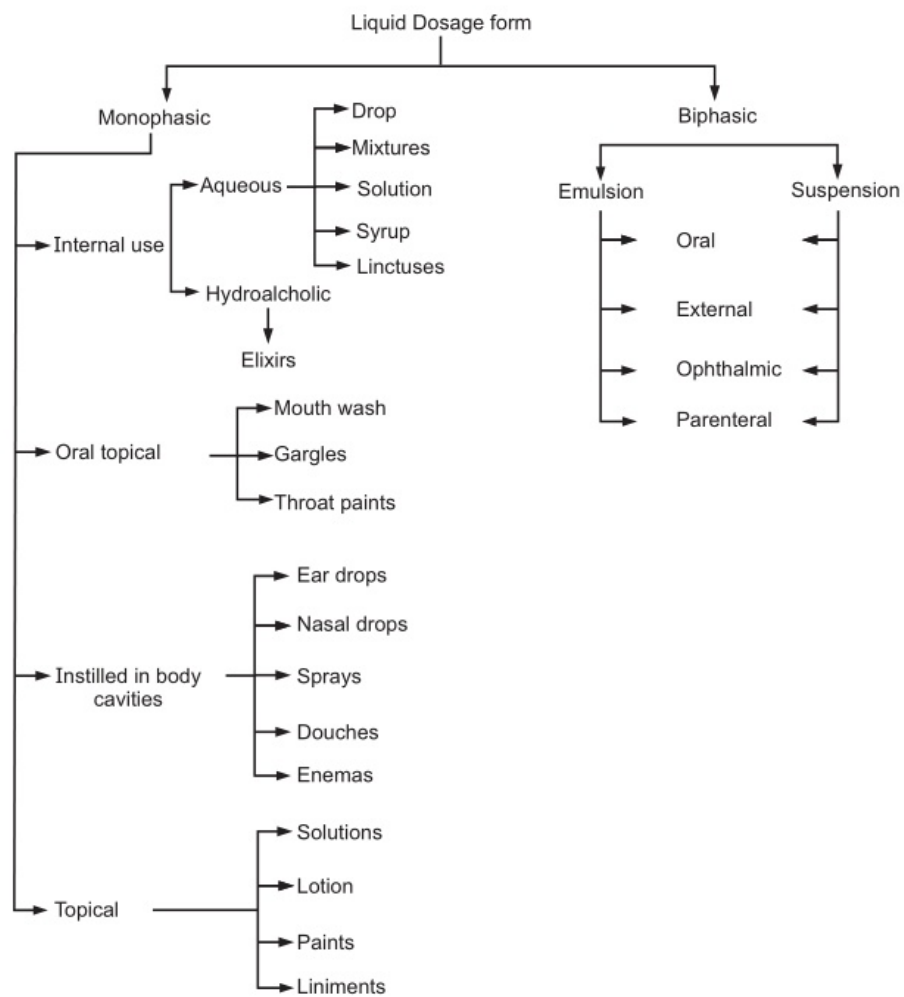 Liquid Dosage form
Monophasic
Biphasic
Internal use
Aqueous
Drop
Mixtures
Solution
Syrup
Linctuses
Hydroalcholic
Elixirs
Oral topical
Mouth wash
Gargles
Throat paints
Instilled in body
cavities
Ear drops
Nasal drops
Sprays
Douches
Enemas
Topical
Solutions
Lotion
Paints
Liniments
Emulsion
Suspension
Oral
External
Ophthalmic
Parenteral